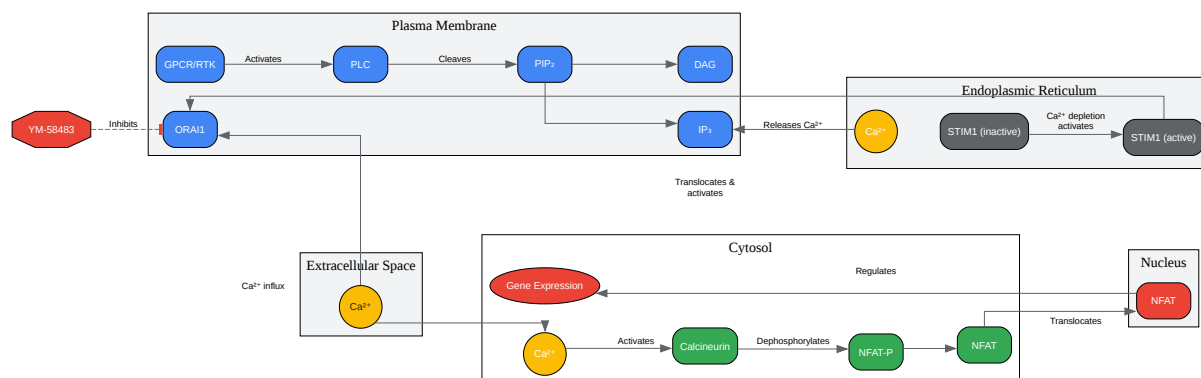 Plasma Membrane
GPCR/RTK
Activates
PLC
Cleaves
PIP₂
DAG
YM-58483
Inhibits
ORAI1
IP₃
Releases Ca²⁺
Endoplasmic Reticulum
Ca²⁺
STIM1 (inactive)
Ca²⁺ depletion
activates
STIM1 (active)
Translocates &
activates
Extracellular Space
Ca²⁺ influx
Ca²⁺
Cytosol
Gene Expression
Regulates
Ca²⁺
Activates
Calcineurin
Dephosphorylates
NFAT-P
NFAT
Translocates
Nucleus
NFAT